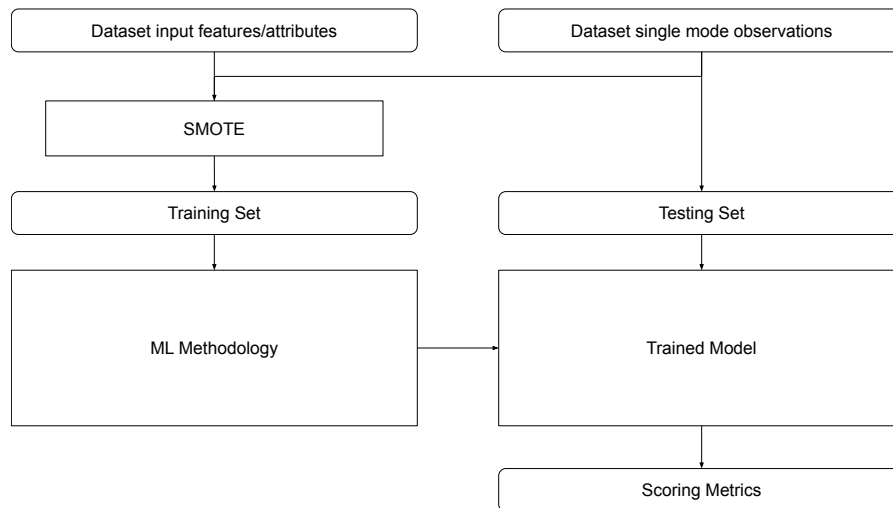 Dataset input features/attributes
Dataset single mode observations
SMOTE
Training Set
Testing Set
ML Methodology
Trained Model
Scoring Metrics